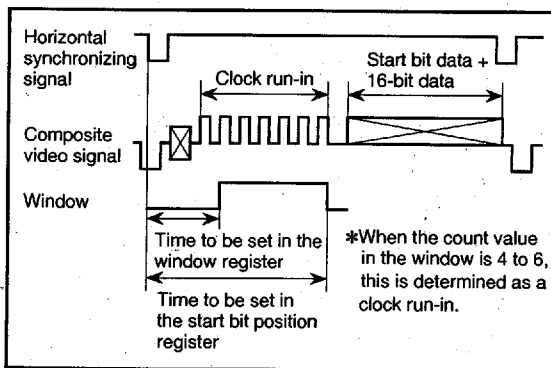 Horizontal
synchronizing
signal
Start bit data +
16-bit data
Clock run-in
Composite
video signal
Window
Time to be set in the
window register
Time to be set in
the start bit position
register
*When the count value
in the window is 4 to 6,
this is determined as a
clock run-in.